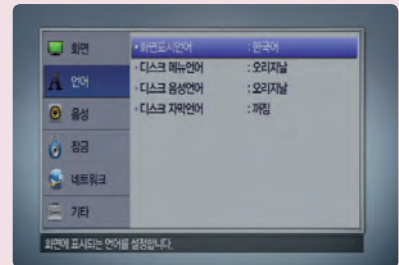 화면
언어
음성
잠금
네트워크
기타
• 화면표시언어 : 한국어
• 디스크 메뉴언어 : 오리지날
• 디스크 음성언어 : 오리지날
• 디스크 자막언어 : 꺼짐
화면에 표시되는 언어를 설정합니다.